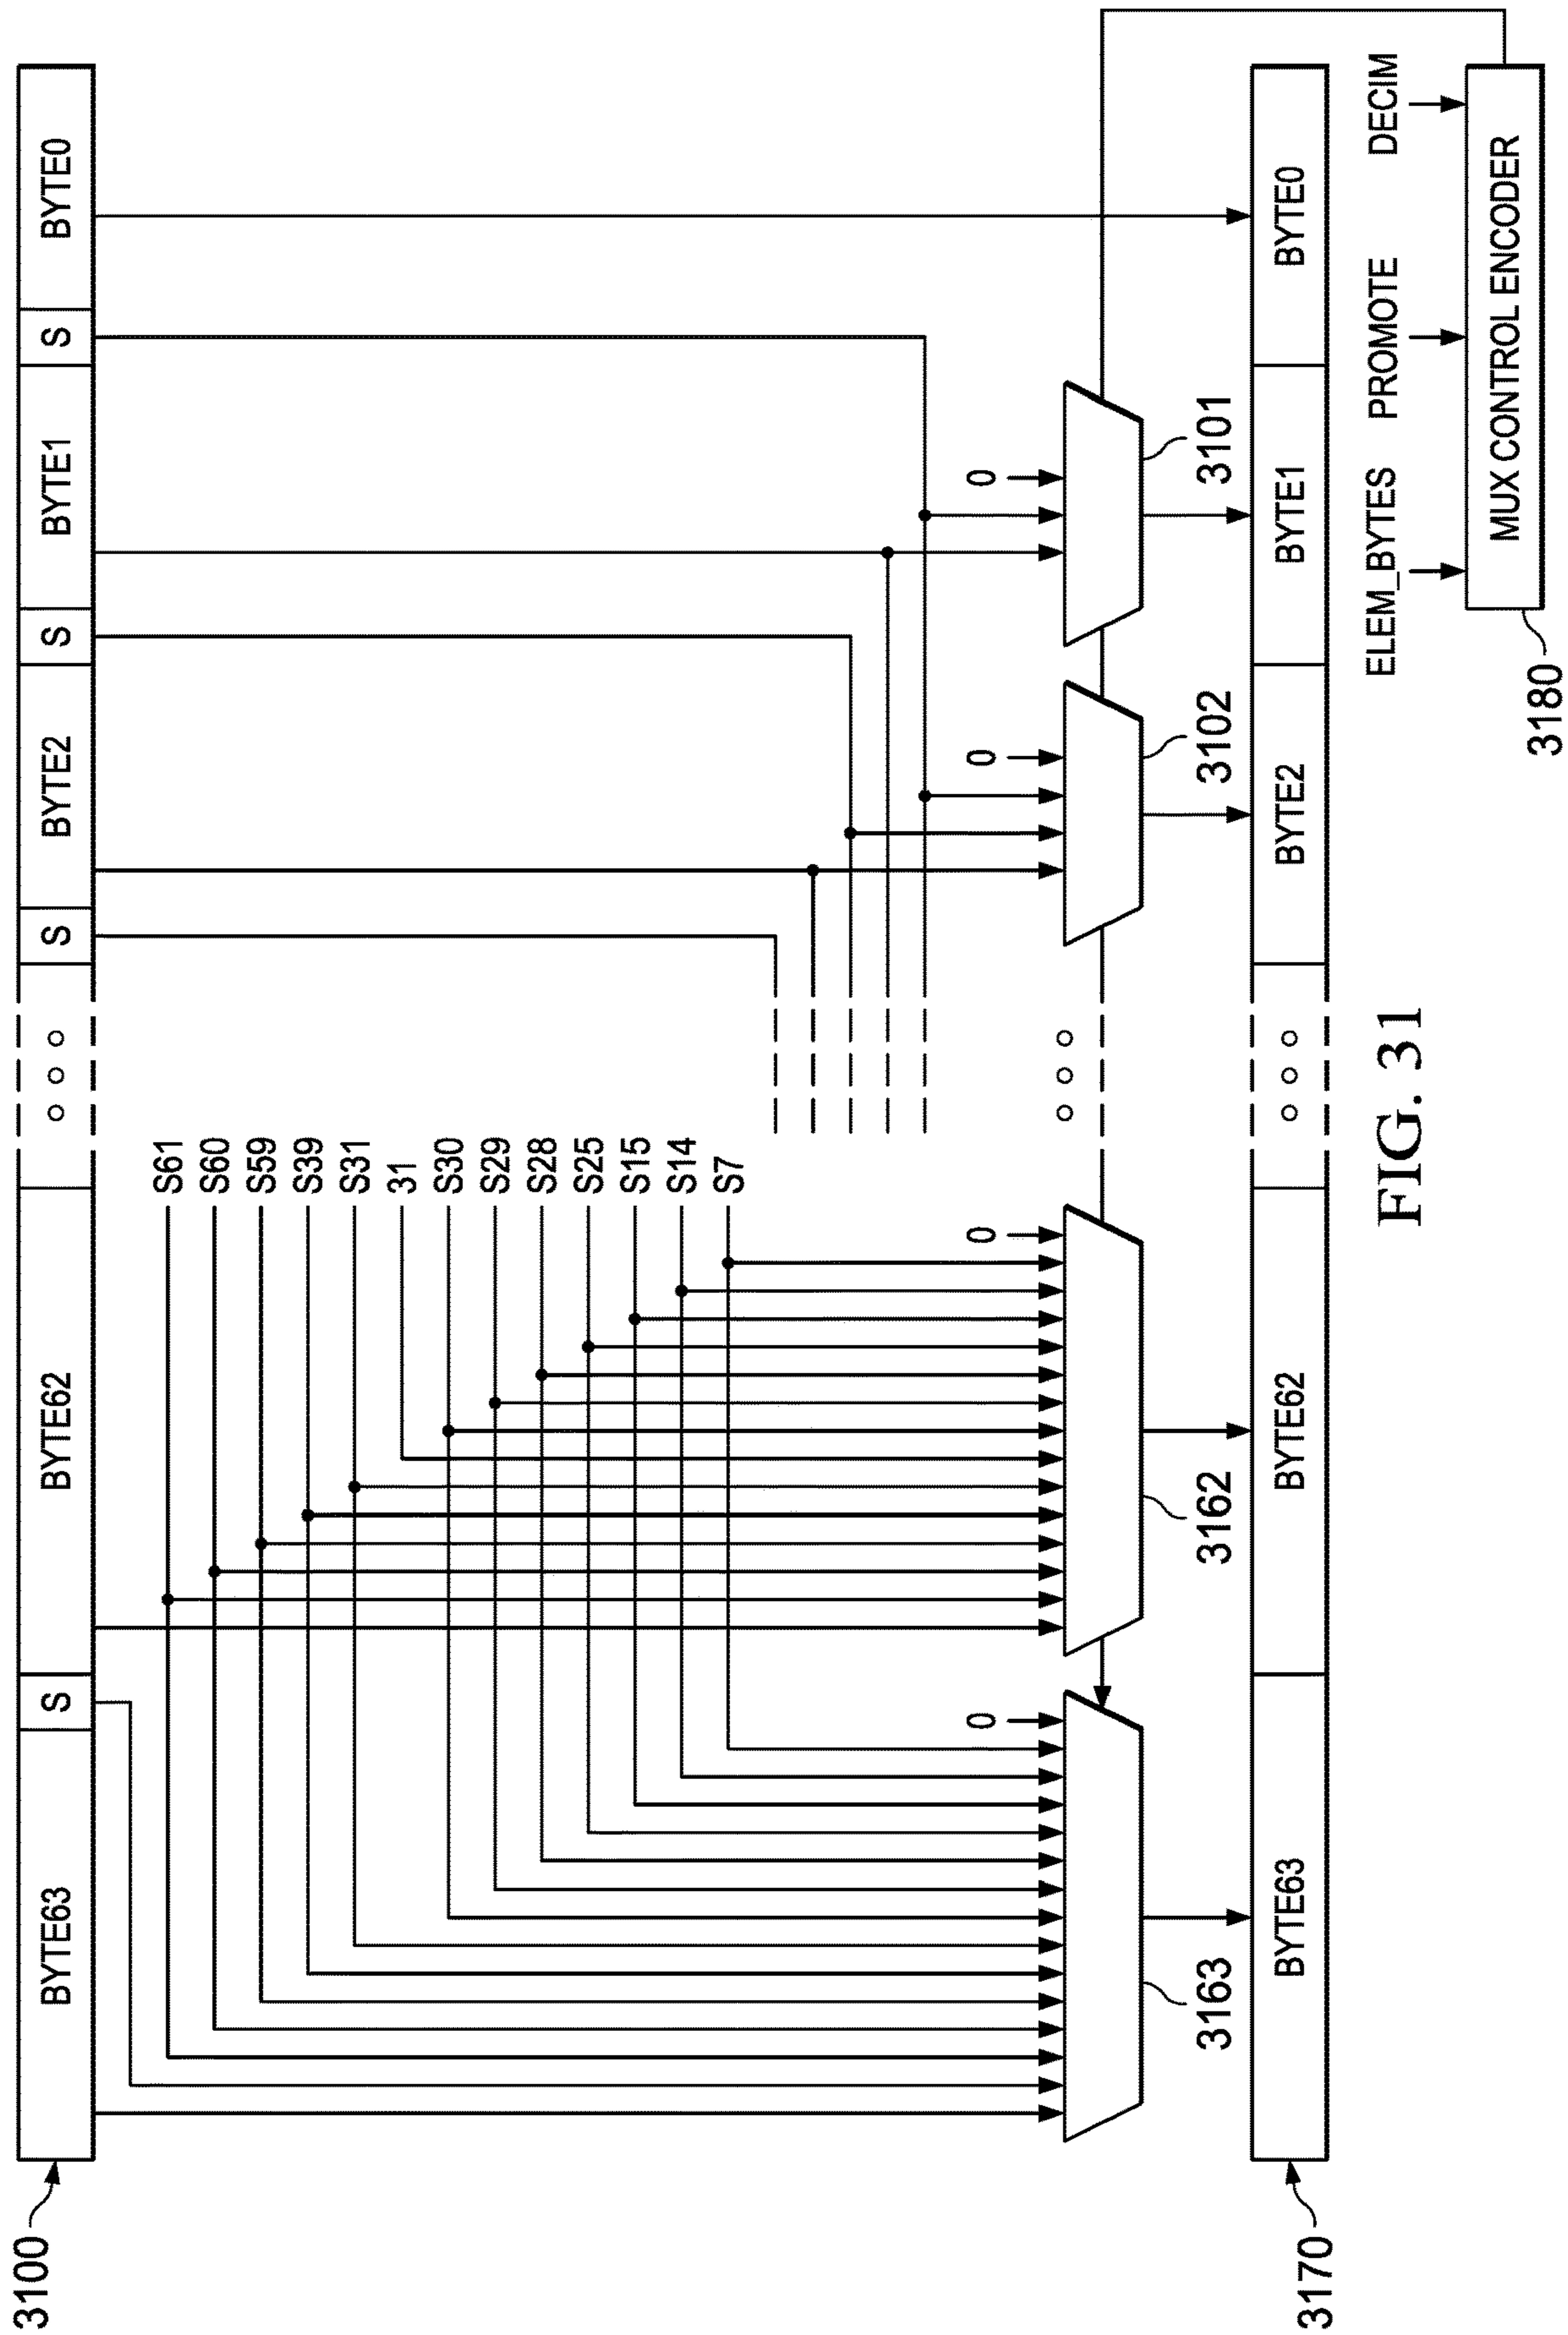 3100
BYTE63
S
BYTE62
S
BYTE2
S
BYTE1
S
BYTE0
S61
S60
S59
S39
S31
31
S30
S29
S28
S25
S15
S14
S7
0
0
0
0
3163
3162
3102
3101
3170
BYTE63
BYTE62
BYTE2
BYTE1
BYTE0
ELEM_BYTES
PROMOTE
DECIM
MUX CONTROL ENCODER
3180
FIG. 31